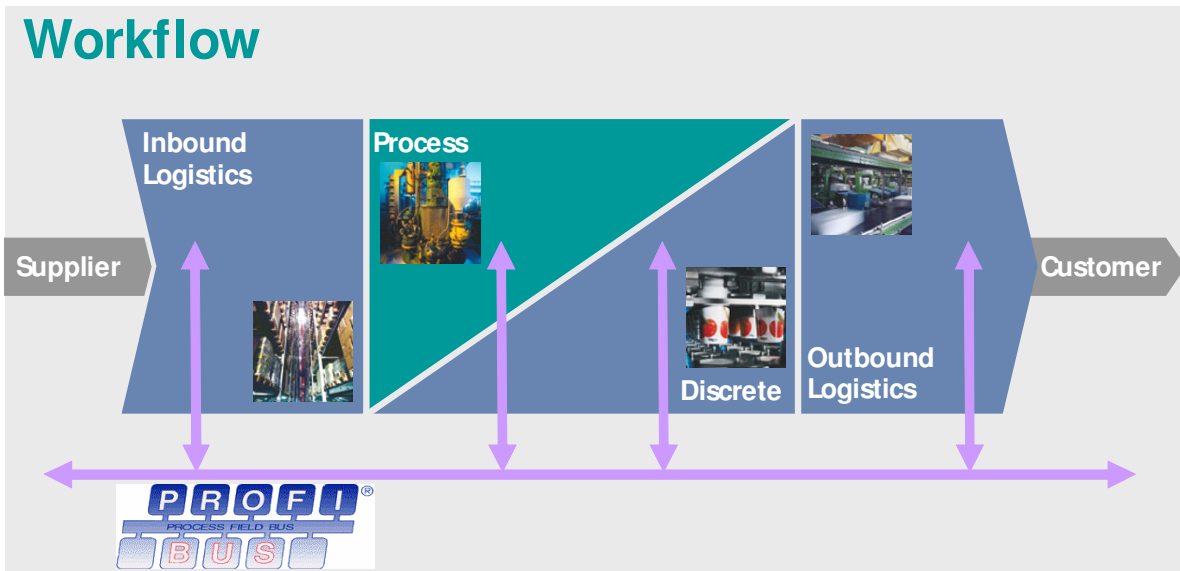 Workflow
Inbound
Logistics
Process
Supplier
Customer
Discrete
Outbound
Logistics
PROFI®
PROCESS FIELD BUS
BUS